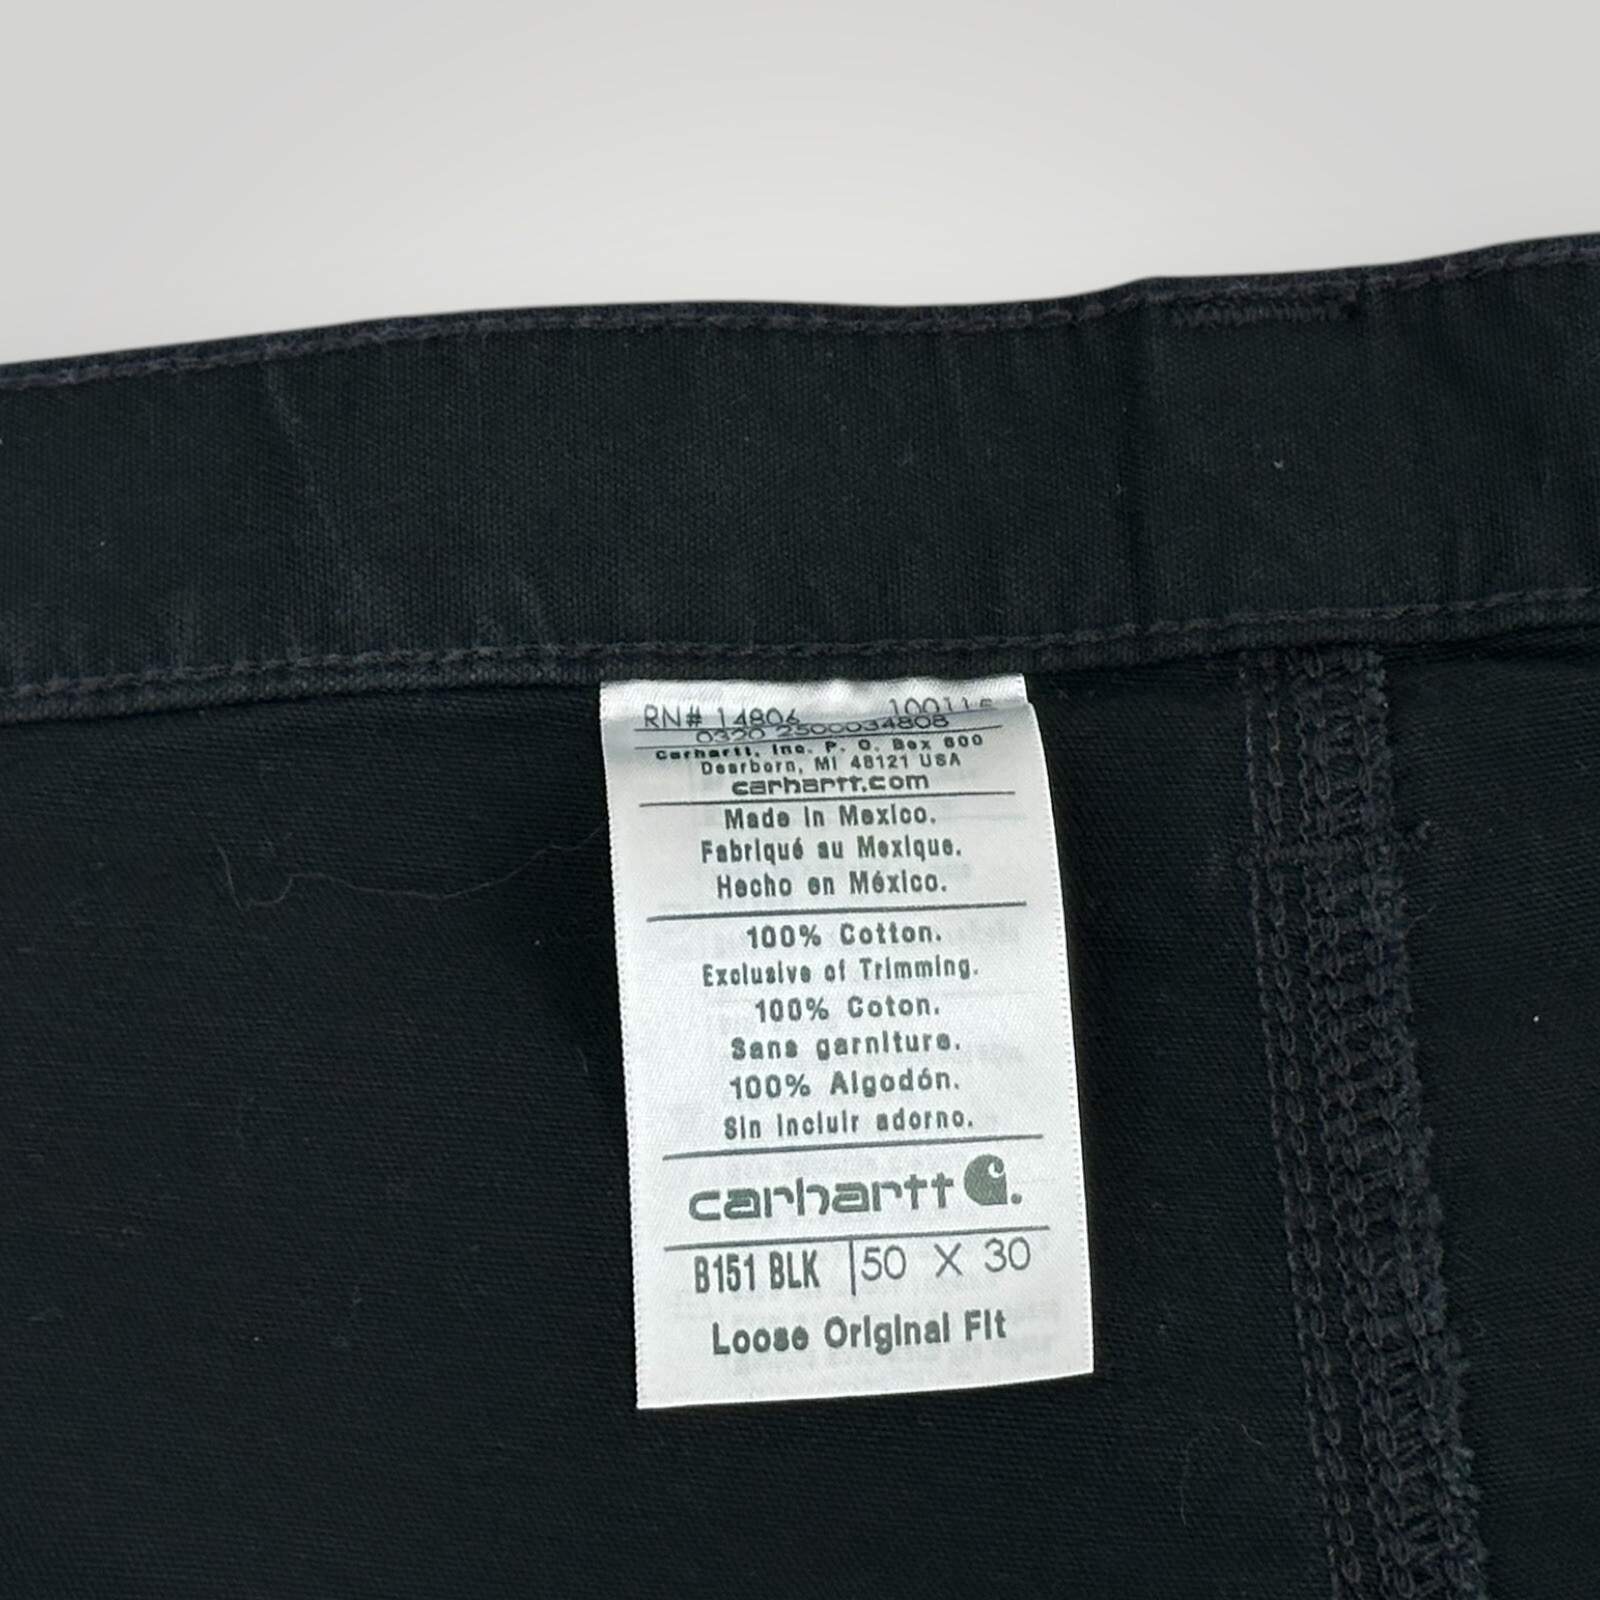 RN# 14806
0320 2500034808
Carhartt, Inc. P. O. Box 600
Dearborn, MI 48121 USA
carhartt.com
Made in Mexico.
Fabriqué au Mexique.
Hecho en México.
100% Cotton.
Exclusive of Trimming.
100% Coton.
Sans garniture.
100% Algodón.
Sin incluir adorno.
carhartt
B151 BLK 50 X 30
Loose Original Fit